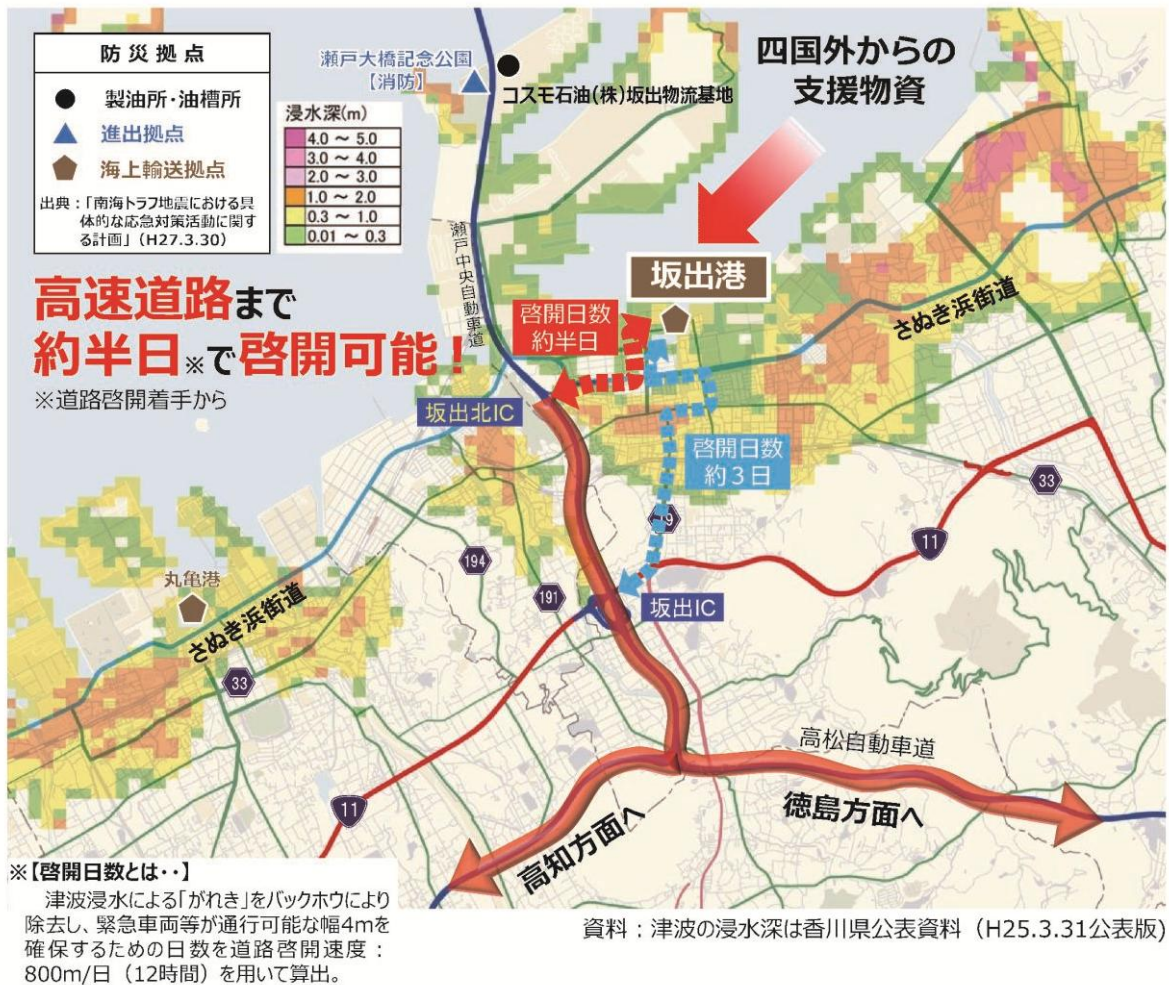 防災拠点
製油所・油槽所
進出拠点
海上輸送拠点
出典：「南海トラフ地震における具
体的な応急対策活動に関す
る計画」（H27.3.30）
瀬戸大橋記念公園
【消防】
コスモ石油(株)坂出物流基地
浸水深(m)
4.0 ～ 5.0
3.0 ～ 4.0
2.0 ～ 3.0
1.0 ～ 2.0
0.3 ～ 1.0
0.01 ～ 0.3
四国外からの
支援物資
瀬戸中央自動車道
坂出港
さぬき浜街道
高速道路まで
約半日※で啓開可能！
※道路啓開着手から
啓開日数
約半日
坂出北IC
啓開日数
約３日
33
11
194
191
坂出IC
丸亀港
さぬき浜街道
33
11
高松自動車道
高知方面へ
徳島方面へ
※【啓開日数とは‥】
津波浸水による「がれき」をバックホウにより
除去し、緊急車両等が通行可能な幅4mを
確保するための日数を道路啓開速度：
800m/日（12時間）を用いて算出。
資料：津波の浸水深は香川県公表資料（H25.3.31公表版)